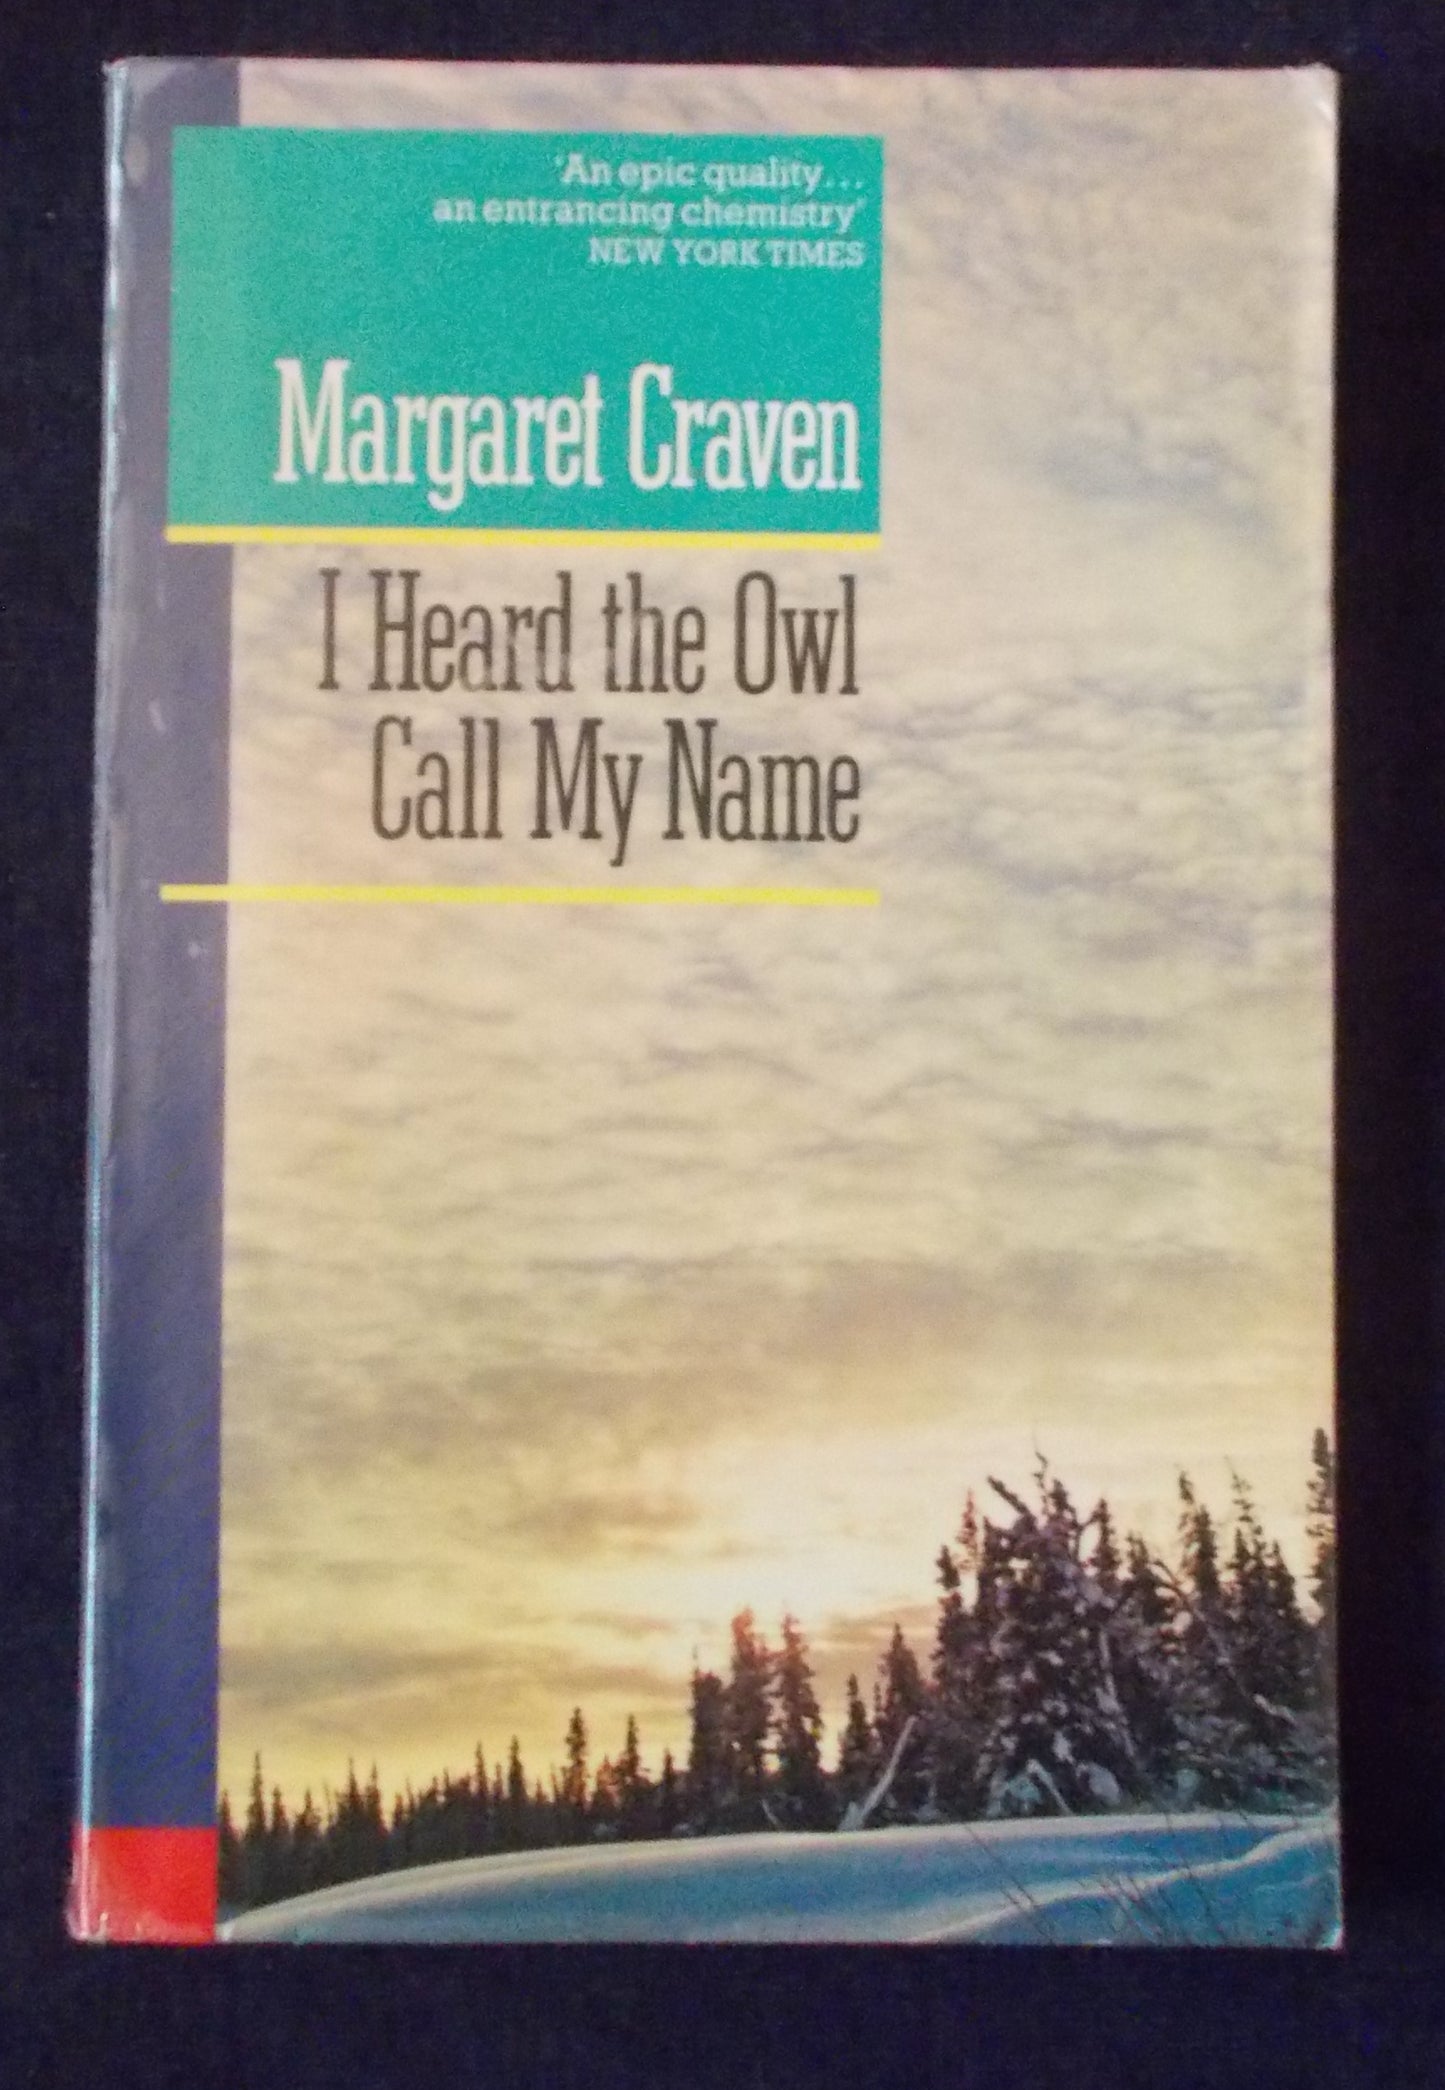 ‘An epic quality...
an entrancing chemistry’
NEW YORK TIMES
Margaret Craven
I Heard the Owl
Call My Name